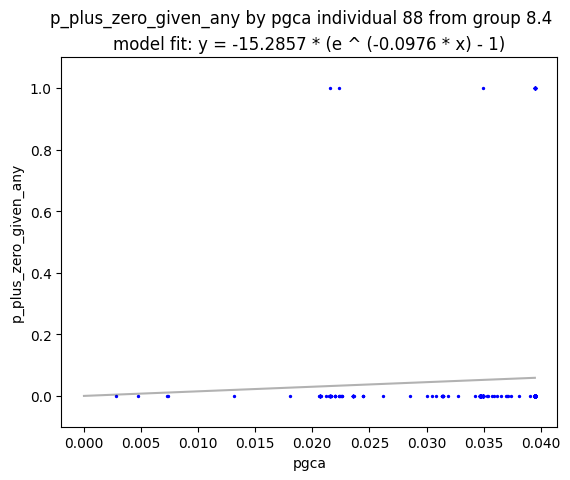 p_plus_zero_given_any by pgca individual 88 from group 8.4
model fit: y = -15.2857 * (e ^ (-0.0976 * x) - 1)
1.0
0.8
0.6
0.4
0.2
0.0
p_plus_zero_given_any
0.000 0.005 0.010 0.015 0.020 0.025 0.030 0.035 0.040
pgca